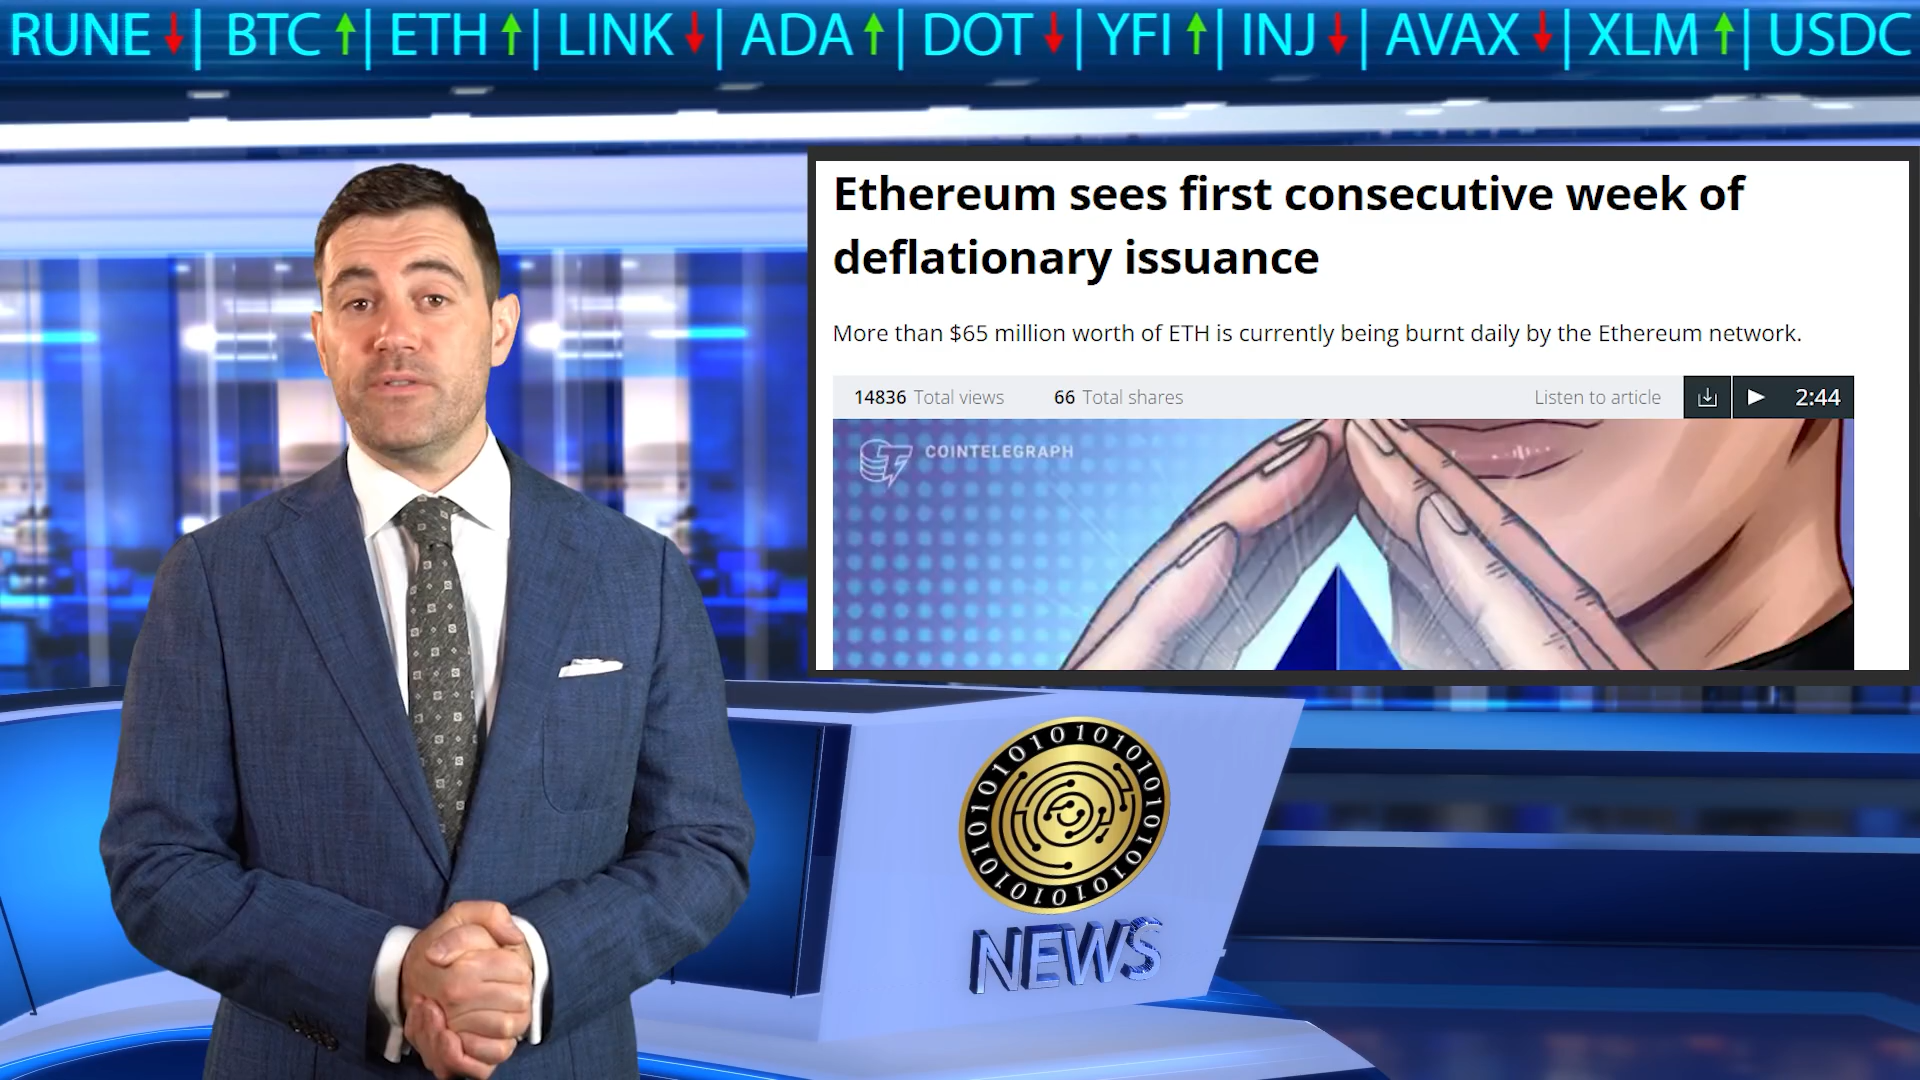 RUNE | BTC | ETH | LINK | ADA | DOT | YFI | INJ | AVAX | XLM | USDC
Ethereum sees first consecutive week of
deflationary issuance
More than $65 million worth of ETH is currently being burnt daily by the Ethereum network.
14836 Total views 66 Total shares Listen to article 2:44
COINTELEGRAPH
10101010101010101010101010101010
NEWS